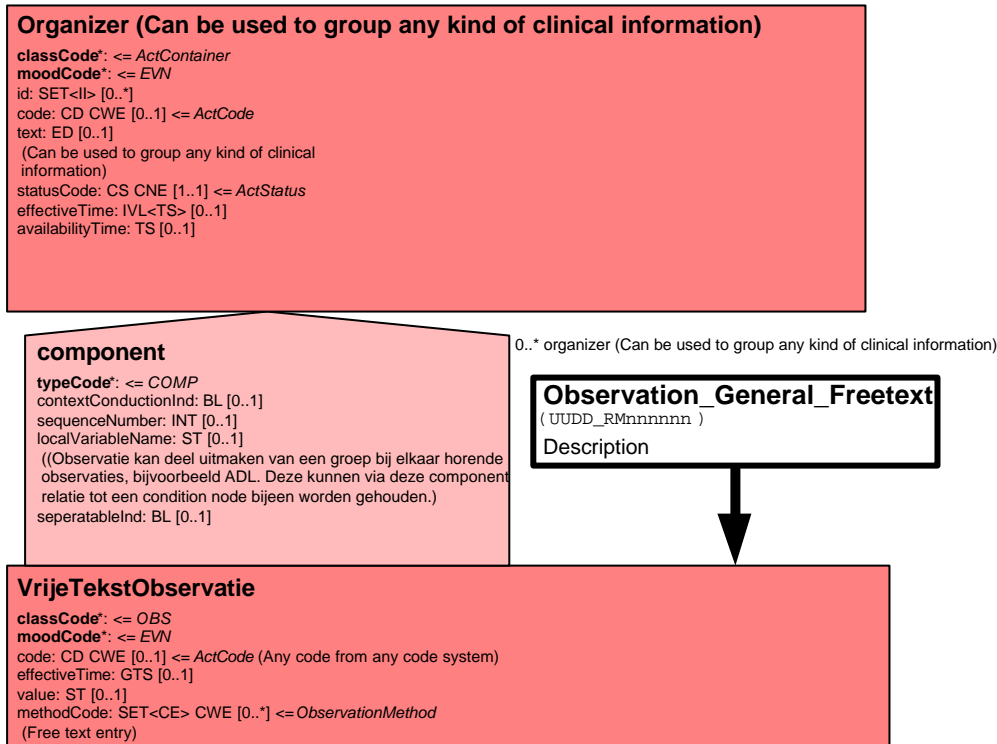 Organizer (Can be used to group any kind of clinical information)
classCode*: <= ActContainer
moodCode*: <= EVN
id: SET<II> [0..*]
code: CD CWE [0..1] <= ActCode
text: ED [0..1]
(Can be used to group any kind of clinical
information)
statusCode: CS CNE [1..1] <= ActStatus
effectiveTime: IVL<TS> [0..1]
availabilityTime: TS [0..1]
component
typeCode*: <= COMP
contextConductionInd: BL [0..1]
sequenceNumber: INT [0..1]
localVariableName: ST [0..1]
((Observatie kan deel uitmaken van een groep bij elkaar horende
observaties, bijvoorbeeld ADL. Deze kunnen via deze component
relatie tot een condition node bijeen worden gehouden.)
seperatableInd: BL [0..1]
0..* organizer (Can be used to group any kind of clinical information)
Observation_General_Freetext
( UUDD_RMnnnnnn )
Description
VrijeTekstObservatie
classCode*: <= OBS
moodCode*: <= EVN
code: CD CWE [0..1] <= ActCode (Any code from any code system)
effectiveTime: GTS [0..1]
value: ST [0..1]
methodCode: SET<CE> CWE [0..*] <= ObservationMethod
(Free text entry)